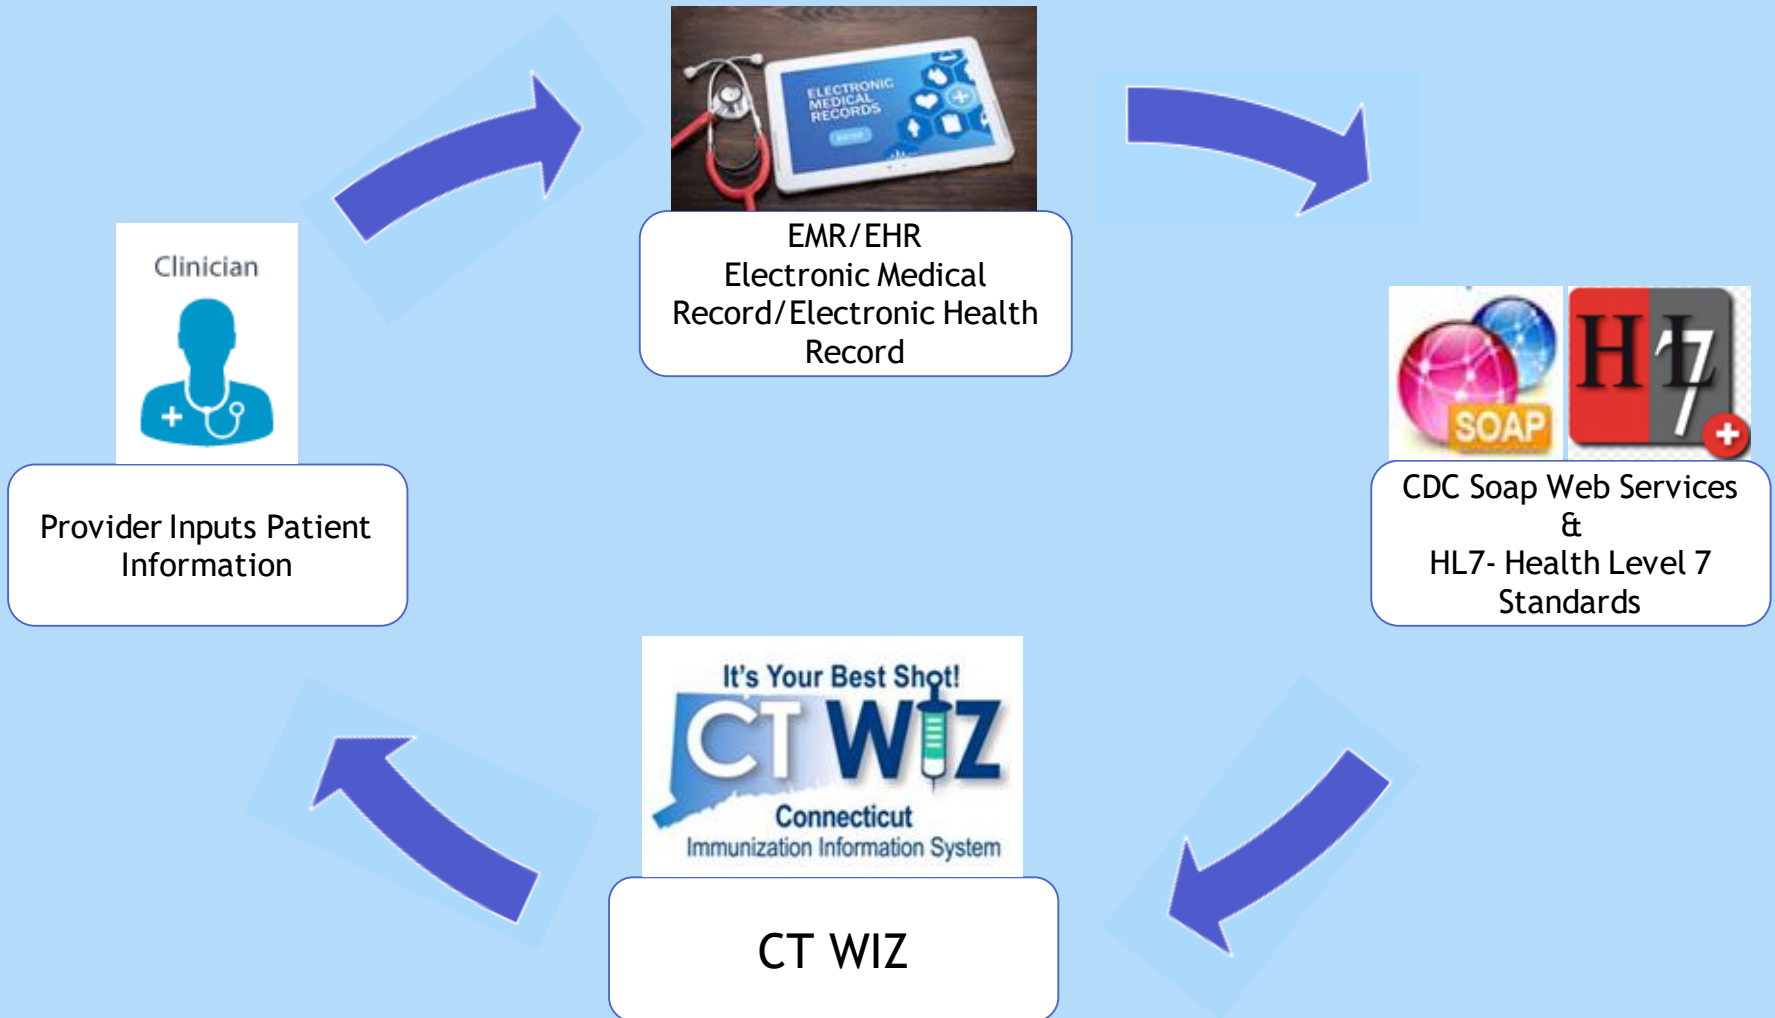 ELECTRONIC
MEDICAL
RECORDS
EMR/EHR
Electronic Medical
Record/Electronic Health
Record
Clinician
Provider Inputs Patient
Information
SOAP
HL7
CDC Soap Web Services
&
HL7- Health Level 7
Standards
It's Your Best Shot!
CT WiZ
Connecticut
Immunization Information System
CT WIZ